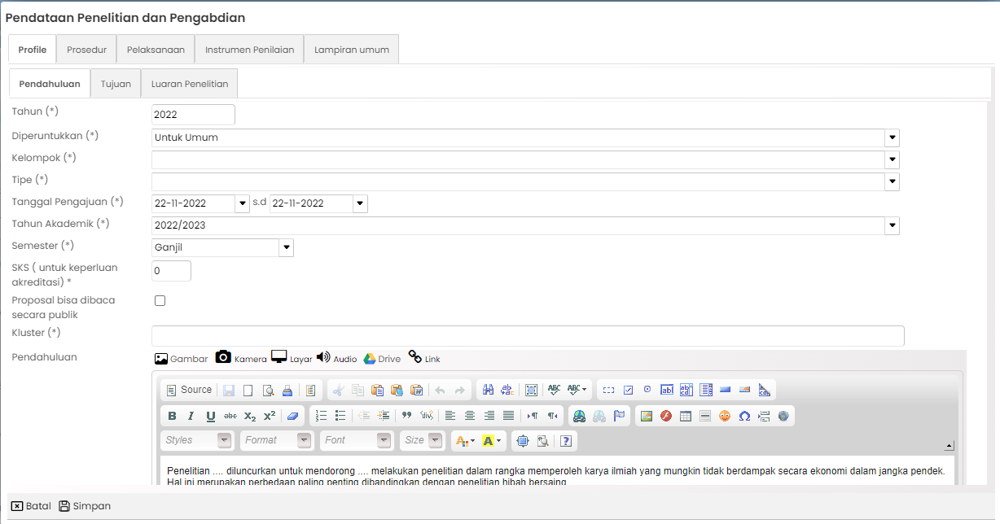 Pendataan Penelitian dan Pengabdian
Profile Prosedur Pelaksanaan Instrumen Penilaian Lampiran umum
Pendahuluan Tujuan Luaran Penelitian
Tahun (*) 2022
Diperuntukkan (*) Untuk Umum
Kelompok (*)
Tipe (*)
Tanggal Pengajuan (*) 22-11-2022 s.d 22-11-2022
Tahun Akademik (*) 2022/2023
Semester (*) Ganjil
SKS ( untuk keperluan
akreditasi) * 0
Proposal bisa dibaca
secara publik
Kluster (*)
Pendahuluan Gambar Kamera Layar Audio Drive Link
Source
Styles Format Font Size
Penelitian .... diluncurkan untuk mendorong .... melakukan penelitian dalam rangka memperoleh karya ilmiah yang mungkin tidak berdampak secara ekonomi dalam jangka pendek.
Hal ini merupakan perbedaan paling penting dibandingkan dengan penelitian hibah bersaing
Batal Simpan